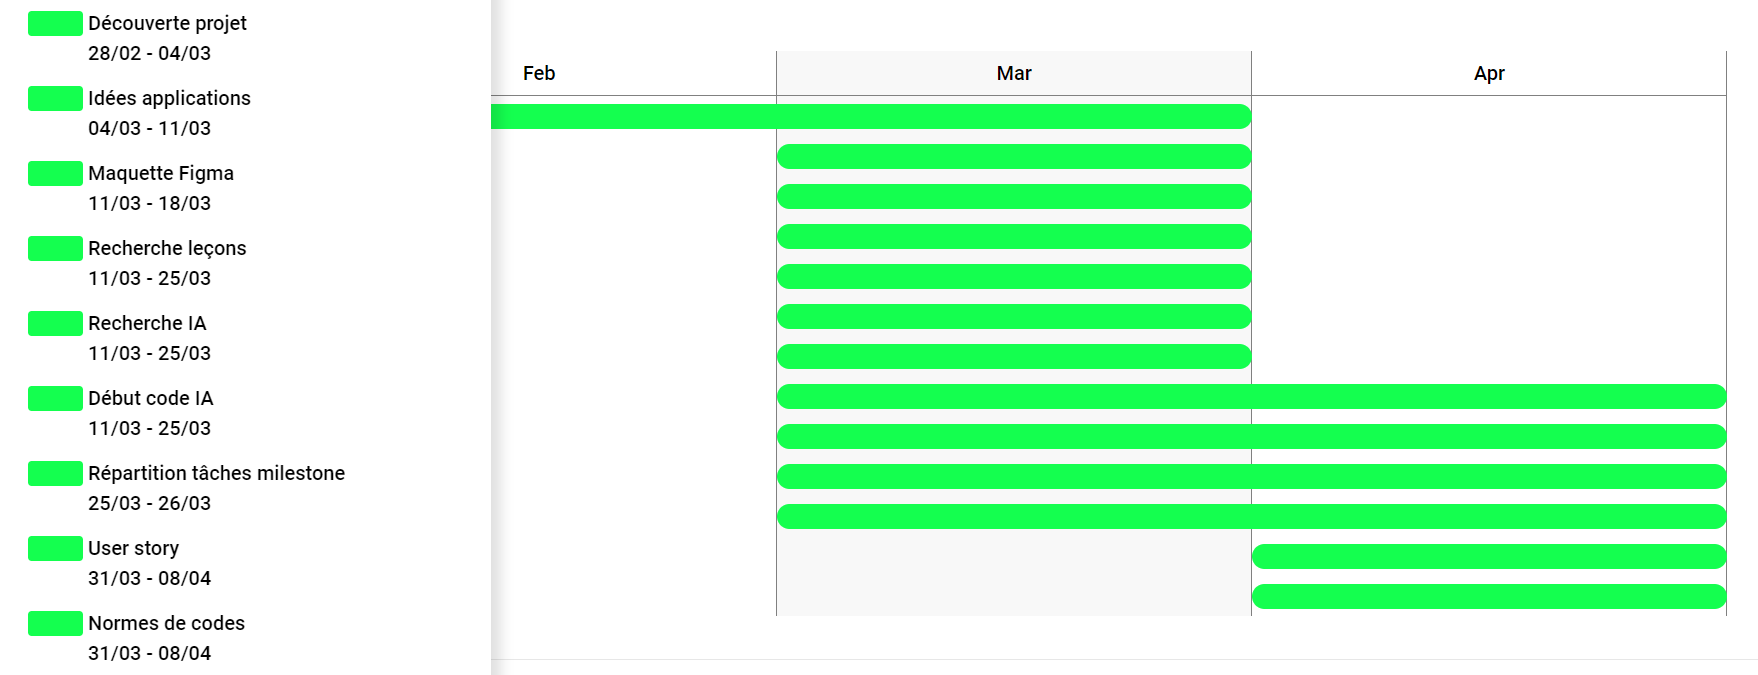 Découverte projet
28/02 - 04/03
Idées applications
04/03 - 11/03
Maquette Figma
11/03 - 18/03
Recherche leçons
11/03 - 25/03
Recherche IA
11/03 - 25/03
Début code IA
11/03 - 25/03
Répartition tâches milestone
25/03 - 26/03
User story
31/03 - 08/04
Normes de codes
31/03 - 08/04
Feb
Mar
Apr